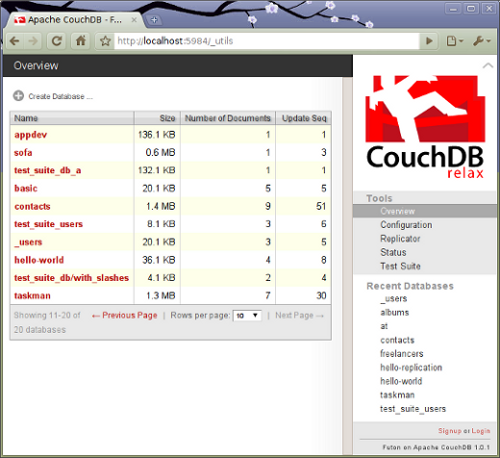 Apache CouchDB - F...
http://localhost:5984/_utils
Overview
Create Database ...
Name Size Number of Documents Update Seq
appdev 136.1 KB 1 1
sofa 0.6 MB 1 3
test_suite_db_a 132.1 KB 1 1
basic 20.1 KB 5 5
contacts 1.4 MB 9 51
test_suite_users 8.1 KB 3 6
_users 20.1 KB 3 5
hello-world 36.1 KB 4 8
test_suite_db/with_slashes 4.1 KB 2 4
taskman 1.3 MB 7 30
Showing 11-20 of ← Previous Page | Rows per page: 10 | Next Page →
20 databases
CouchDB
relax
Tools
Overview
Configuration
Replicator
Status
Test Suite
Recent Databases
_users
albums
at
contacts
freelancers
hello-replication
hello-world
taskman
test_suite_users
Signup or Login
Futon on Apache CouchDB 1.0.1